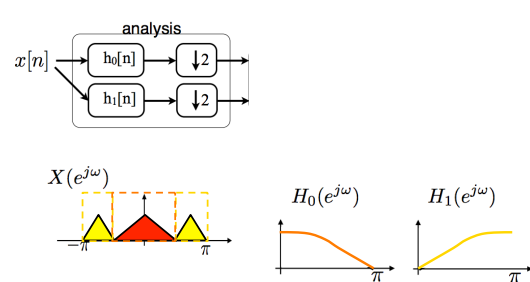 analysis
x[n]
h₀[n]
↓2
h₁[n]
↓2
X(e^{jω})
−π
π
H₀(e^{jω})
π
H₁(e^{jω})
π